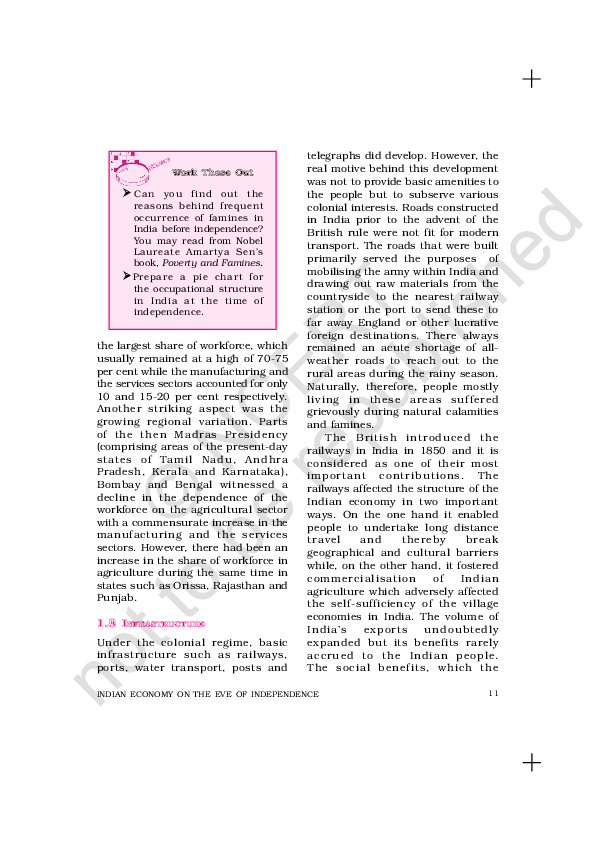 Work These Out
➤ Can you find out the
reasons behind frequent
occurrence of famines in
India before independence?
You may read from Nobel
Laureate Amartya Sen's
book, Poverty and Famines.
➤ Prepare a pie chart for
the occupational structure
in India at the time of
independence.
the largest share of workforce, which
usually remained at a high of 70-75
per cent while the manufacturing and
the services sectors accounted for only
10 and 15-20 per cent respectively.
Another striking aspect was the
growing regional variation. Parts
of the then Madras Presidency
(comprising areas of the present-day
states of Tamil Nadu, Andhra
Pradesh, Kerala and Karnataka),
Bombay and Bengal witnessed a
decline in the dependence of the
workforce on the agricultural sector
with a commensurate increase in the
manufacturing and the services
sectors. However, there had been an
increase in the share of workforce in
agriculture during the same time in
states such as Orissa, Rajasthan and
Punjab.
1.8 INFRASTRUCTURE
Under the colonial regime, basic
infrastructure such as railways,
ports, water transport, posts and
telegraphs did develop. However, the
real motive behind this development
was not to provide basic amenities to
the people but to subserve various
colonial interests. Roads constructed
in India prior to the advent of the
British rule were not fit for modern
transport. The roads that were built
primarily served the purposes of
mobilising the army within India and
drawing out raw materials from the
countryside to the nearest railway
station or the port to send these to
far away England or other lucrative
foreign destinations. There always
remained an acute shortage of all-
weather roads to reach out to the
rural areas during the rainy season.
Naturally, therefore, people mostly
living in these areas suffered
grievously during natural calamities
and famines.
The British introduced the
railways in India in 1850 and it is
considered as one of their most
important contributions. The
railways affected the structure of the
Indian economy in two important
ways. On the one hand it enabled
people to undertake long distance
travel and thereby break
geographical and cultural barriers
while, on the other hand, it fostered
commercialisation of Indian
agriculture which adversely affected
the self-sufficiency of the village
economies in India. The volume of
India's exports undoubtedly
expanded but its benefits rarely
accrued to the Indian people.
The social benefits, which the
INDIAN ECONOMY ON THE EVE OF INDEPENDENCE
11
© NCERT
not to be republished